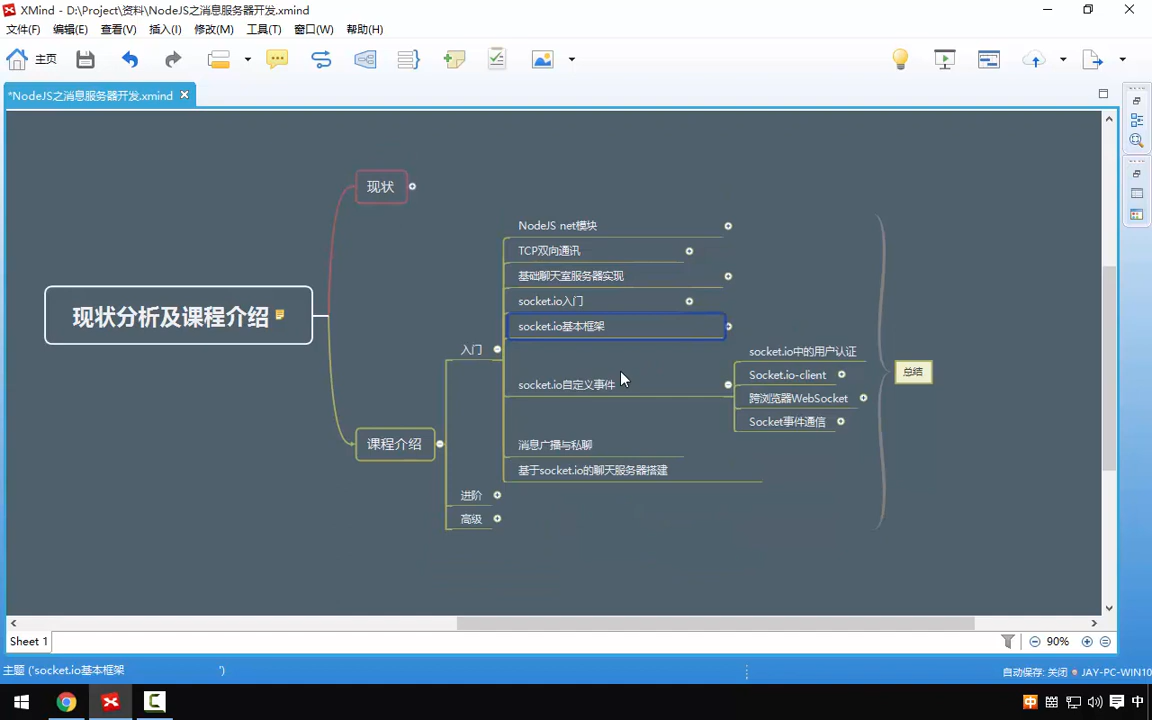 XMind - D:\Project\资料\NodeJS之消息服务器开发.xmind
文件(F) 编辑(E) 查看(V) 插入(I) 修改(M) 工具(T) 窗口(W) 帮助(H)
主页
*NodeJS之消息服务器开发.xmind
现状
NodeJS net模块
TCP双向通讯
基础聊天室服务器实现
socket.io入门
现状分析及课程介绍
socket.io基本框架
入门
socket.io中的用户认证
总结
Socket.io-client
socket.io自定义事件
跨浏览器WebSocket
Socket事件通信
课程介绍
消息广播与私聊
基于socket.io的聊天服务器搭建
进阶
高级
Sheet 1
90%
主题 ('socket.io基本框架 ')
自动保存: 关闭 JAY-PC-WIN10
中 中